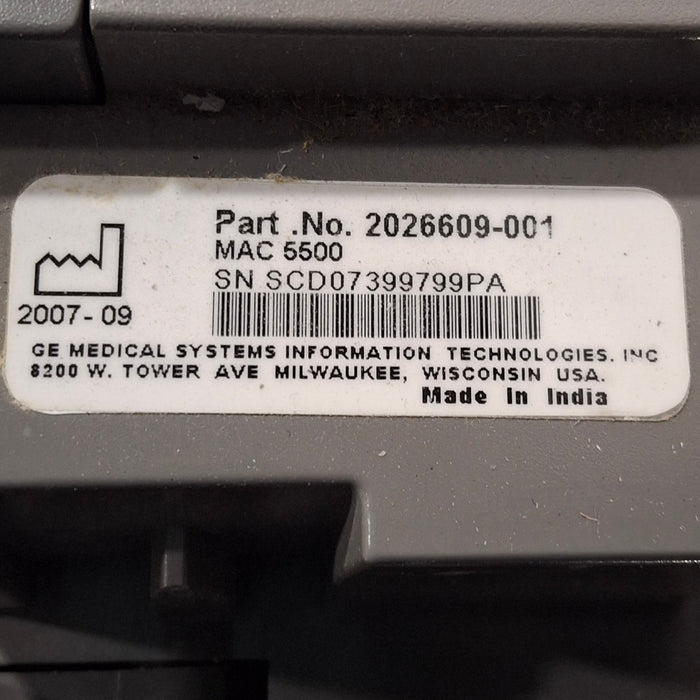 Part .No. 2026609-001
MAC 5500
SN SCD07399799PA
2007-09
GE MEDICAL SYSTEMS INFORMATION TECHNOLOGIES. INC
8200 W. TOWER AVE MILWAUKEE, WISCONSIN USA.
Made In India